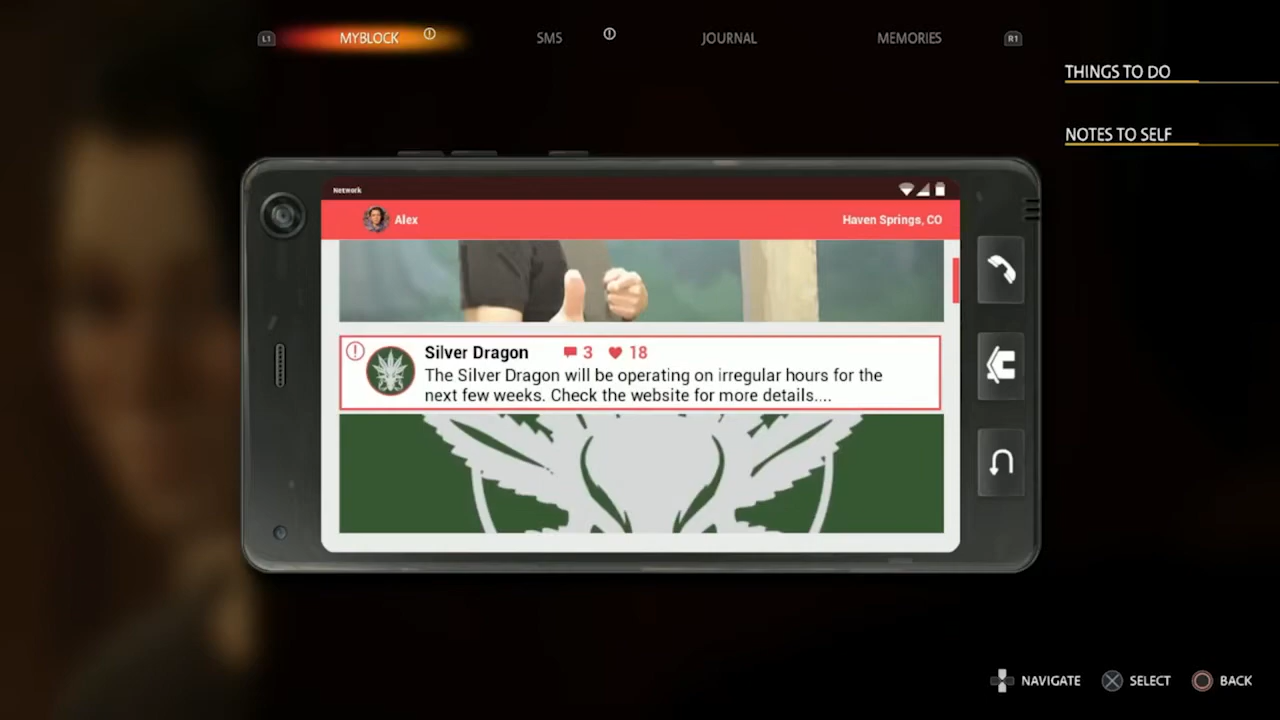 L1
MYBLOCK
SMS
JOURNAL
MEMORIES
R1
THINGS TO DO
NOTES TO SELF
Network
Alex
Haven Springs, CO
Silver Dragon 3 18
The Silver Dragon will be operating on irregular hours for the
next few weeks. Check the website for more details....
NAVIGATE
SELECT
BACK